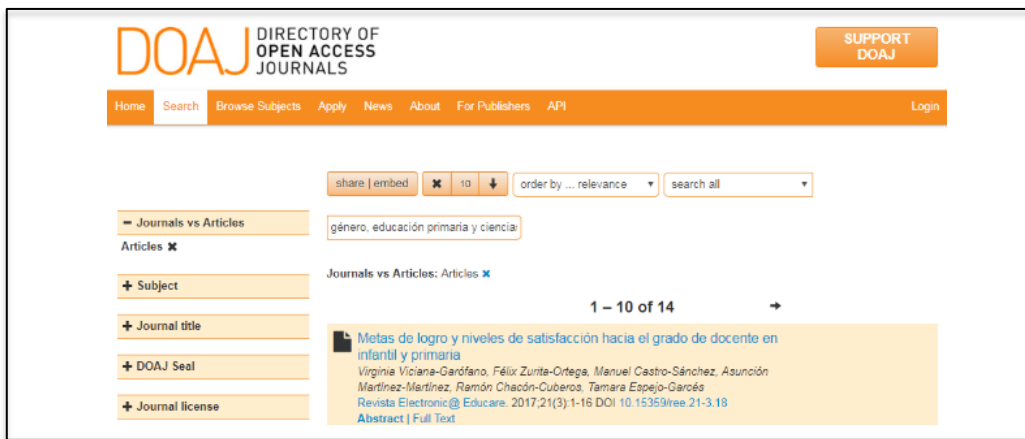 DOAJ
DIRECTORY OF
OPEN ACCESS
JOURNALS
SUPPORT
DOAJ
Home Search Browse Subjects Apply News About For Publishers API Login
share | embed 10 order by ... relevance search all
género, educación primaria y ciencia
Journals vs Articles
Articles
Subject
Journal title
DOAJ Seal
Journal license
Journals vs Articles: Articles
1 – 10 of 14
Metas de logro y niveles de satisfacción hacia el grado de docente en
infantil y primaria
Virginia Viciana-Garófano, Félix Zurita-Ortega, Manuel Castro-Sánchez, Asunción
Martínez-Martínez, Ramón Chacón-Cuberos, Tamara Espejo-Garcés
Revista Electronic@ Educare. 2017;21(3):1-16 DOI 10.15359/ree.21-3.18
Abstract | Full Text